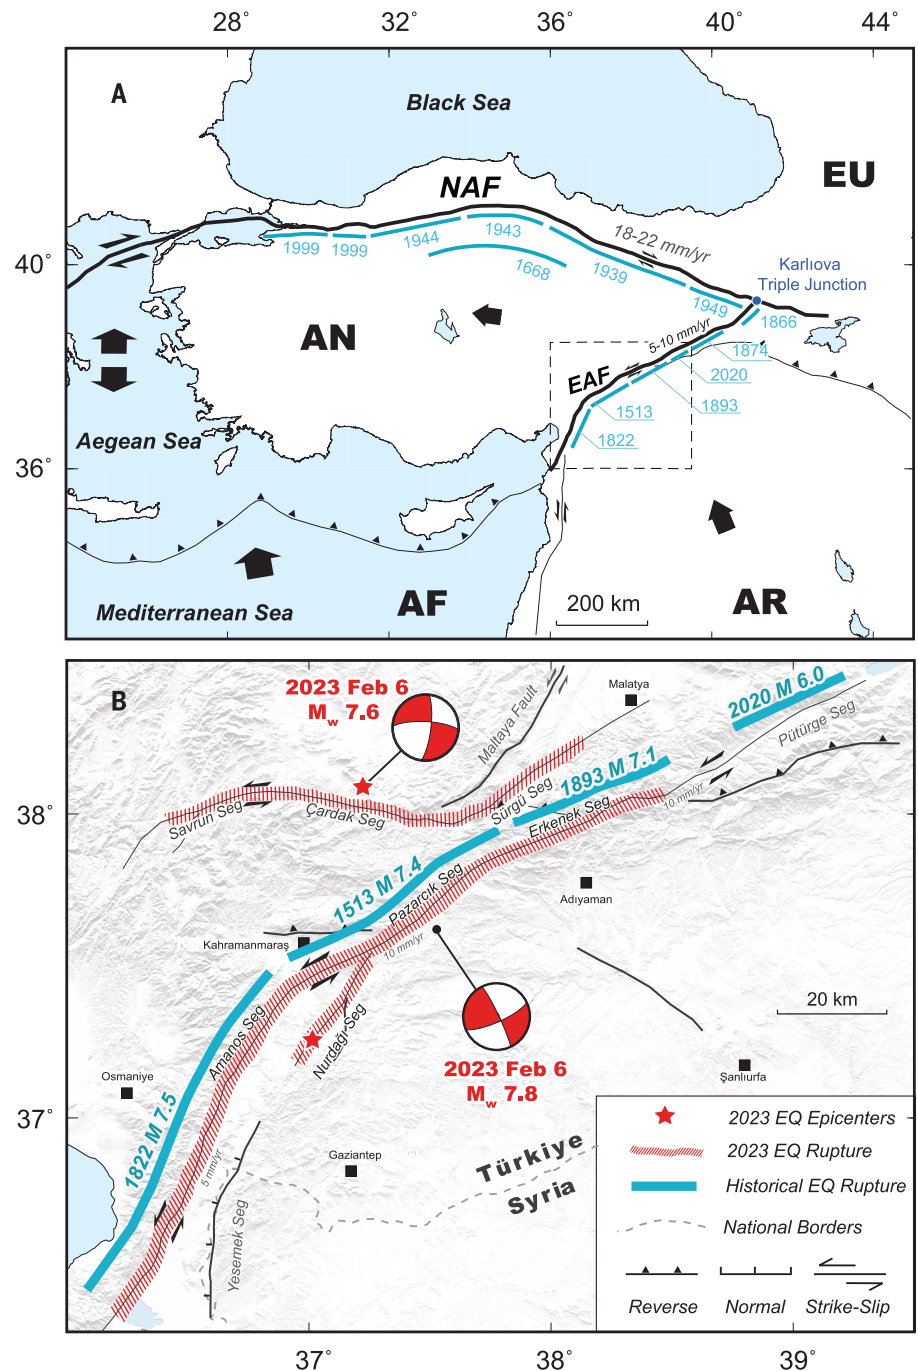 28°
32°
36°
40°
44°
A
Black Sea
EU
NAF
18-22 mm/yr
1999
1999
1944
1943
1668
1939
1949
40°
Karlıova
Triple Junction
1866
AN
5-10 mm/yr
1874
2020
EAF
1893
1513
1822
Aegean Sea
36°
200 km
AF
AR
Mediterranean Sea
B
2023 Feb 6
Mw 7.6
Maltaya Fault
Malatya
2020 M 6.0
Pütürge Seg
1893 M 7.1
10 mm/yr
38°
Savrun Seg
Çardak Seg
Sürgü Seg
Erkenek Seg
1513 M 7.4
Pazarcık Seg
Adıyaman
Kahramanmaraş
10 mm/yr
20 km
Amanos Seg
Nurdağı Seg
2023 Feb 6
Mw 7.8
Osmaniye
Şanlıurfa
37°
1822 M 7.5
5 mm/yr
Gaziantep
Türkiye
Syria
Yesemek Seg
2023 EQ Epicenters
2023 EQ Rupture
Historical EQ Rupture
National Borders
Reverse
Normal
Strike-Slip
37°
38°
39°